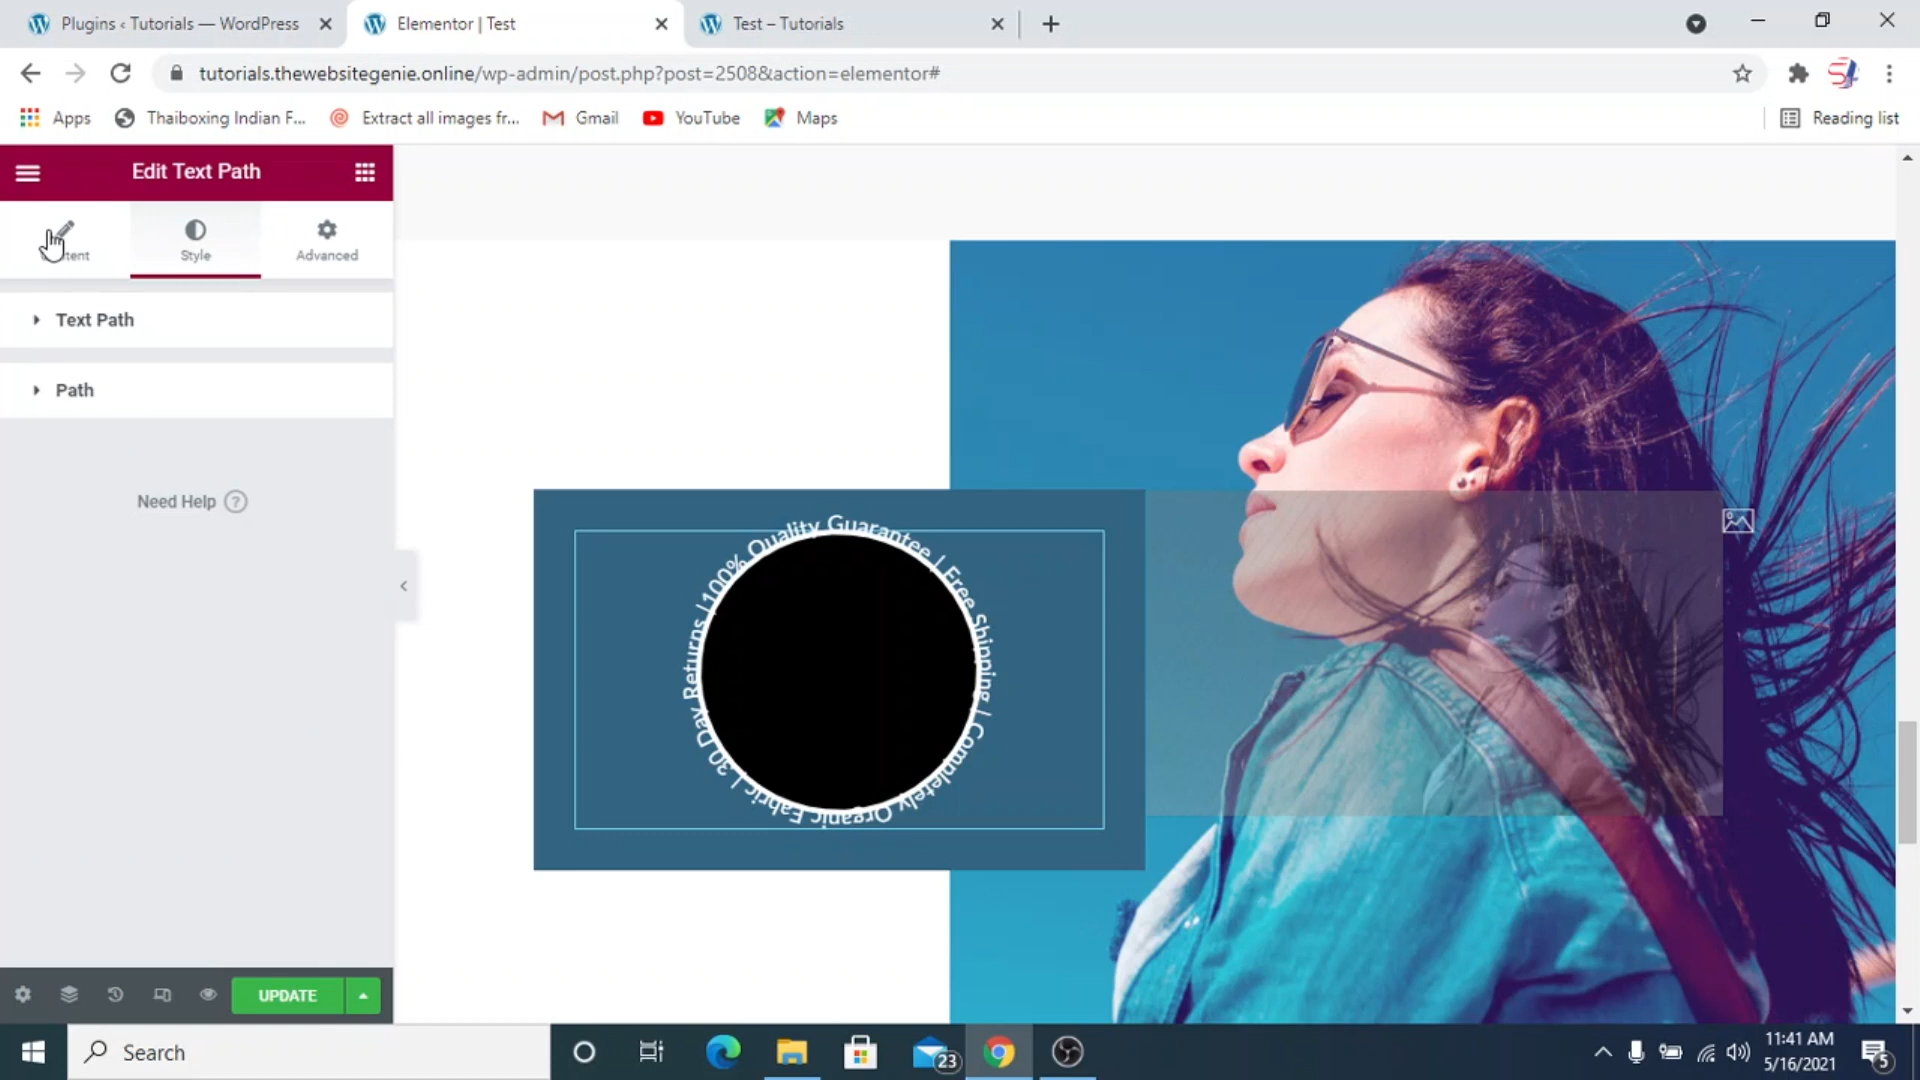 Plugins ‹ Tutorials — WordPress
Elementor | Test
Test – Tutorials
tutorials.thewebsitegenie.online/wp-admin/post.php?post=2508&action=elementor#
Apps
Thaiboxing Indian F...
Extract all images fr...
Gmail
YouTube
Maps
Reading list
Edit Text Path
Style
Advanced
Text Path
Path
Need Help ?
100% Quality Guarantee | Free Shipping | Completely Organic Fabric | 30 Day Returns |
UPDATE
Search
23
11:41 AM
5/16/2021
5